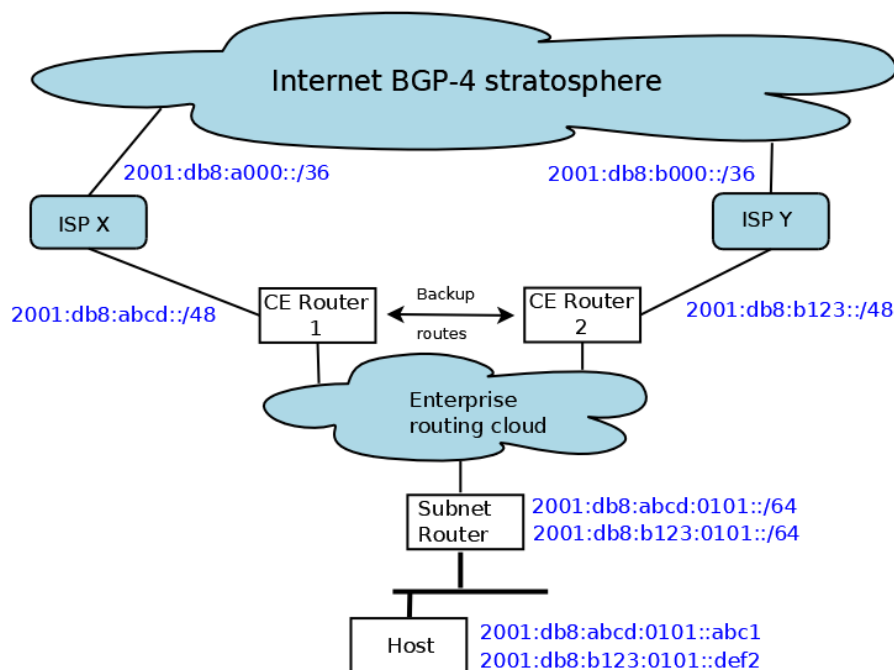 Internet BGP-4 stratosphere
2001:db8:a000::/36
2001:db8:b000::/36
ISP X
ISP Y
2001:db8:abcd::/48
CE Router
1
Backup
routes
CE Router
2
2001:db8:b123::/48
Enterprise
routing cloud
Subnet
Router
2001:db8:abcd:0101::/64
2001:db8:b123:0101::/64
Host
2001:db8:abcd:0101::abc1
2001:db8:b123:0101::def2